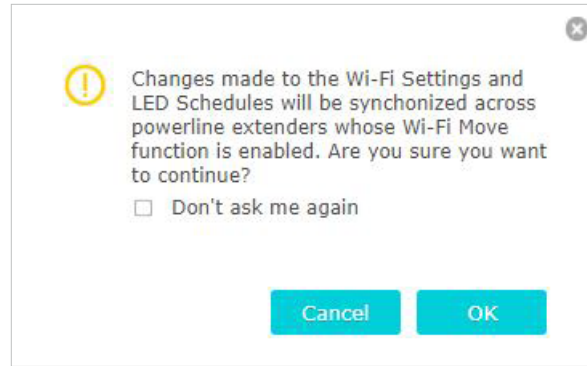 Changes made to the Wi-Fi Settings and
LED Schedules will be synchonized across
powerline extenders whose Wi-Fi Move
function is enabled. Are you sure you want
to continue?
Don't ask me again
Cancel OK